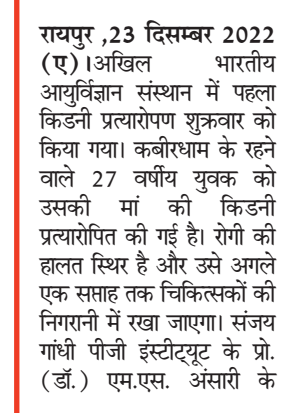 रायपुर ,23 दिसम्बर 2022
(ए)।अखिल भारतीय
आयुर्विज्ञान संस्थान में पहला
किडनी प्रत्यारोपण शुक्रवार को
किया गया। कबीरधाम के रहने
वाले 27 वर्षीय युवक को
उसकी मां की किडनी
प्रत्यारोपित की गई है। रोगी की
हालत स्थिर है और उसे अगले
एक सप्ताह तक चिकित्सकों की
निगरानी में रखा जाएगा। संजय
गांधी पीजी इंस्टीट्यूट के प्रो.
(डॉ.) एम.एस. अंसारी के